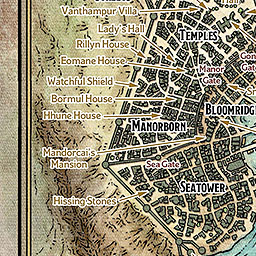 Vanthampur Villa
Lady's Hall
TEMPLES
Rillyn House
Eomane House
Manor
Gate
Watchful Shield
Bormul House
BLOOMRIDG
Hhune House
MANORBORN
Mandorcai's
Mansion
Sea Gate
SEATOWER
Hissing Stones